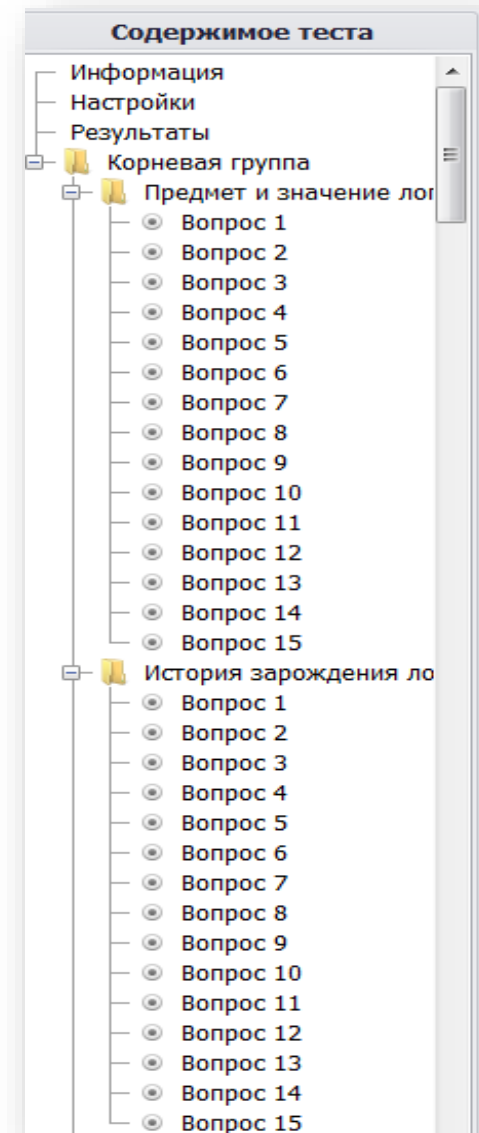 Содержимое теста
Информация
Настройки
Результаты
Корневая группа
Предмет и значение лог
Вопрос 1
Вопрос 2
Вопрос 3
Вопрос 4
Вопрос 5
Вопрос 6
Вопрос 7
Вопрос 8
Вопрос 9
Вопрос 10
Вопрос 11
Вопрос 12
Вопрос 13
Вопрос 14
Вопрос 15
История зарождения ло
Вопрос 1
Вопрос 2
Вопрос 3
Вопрос 4
Вопрос 5
Вопрос 6
Вопрос 7
Вопрос 8
Вопрос 9
Вопрос 10
Вопрос 11
Вопрос 12
Вопрос 13
Вопрос 14
Вопрос 15